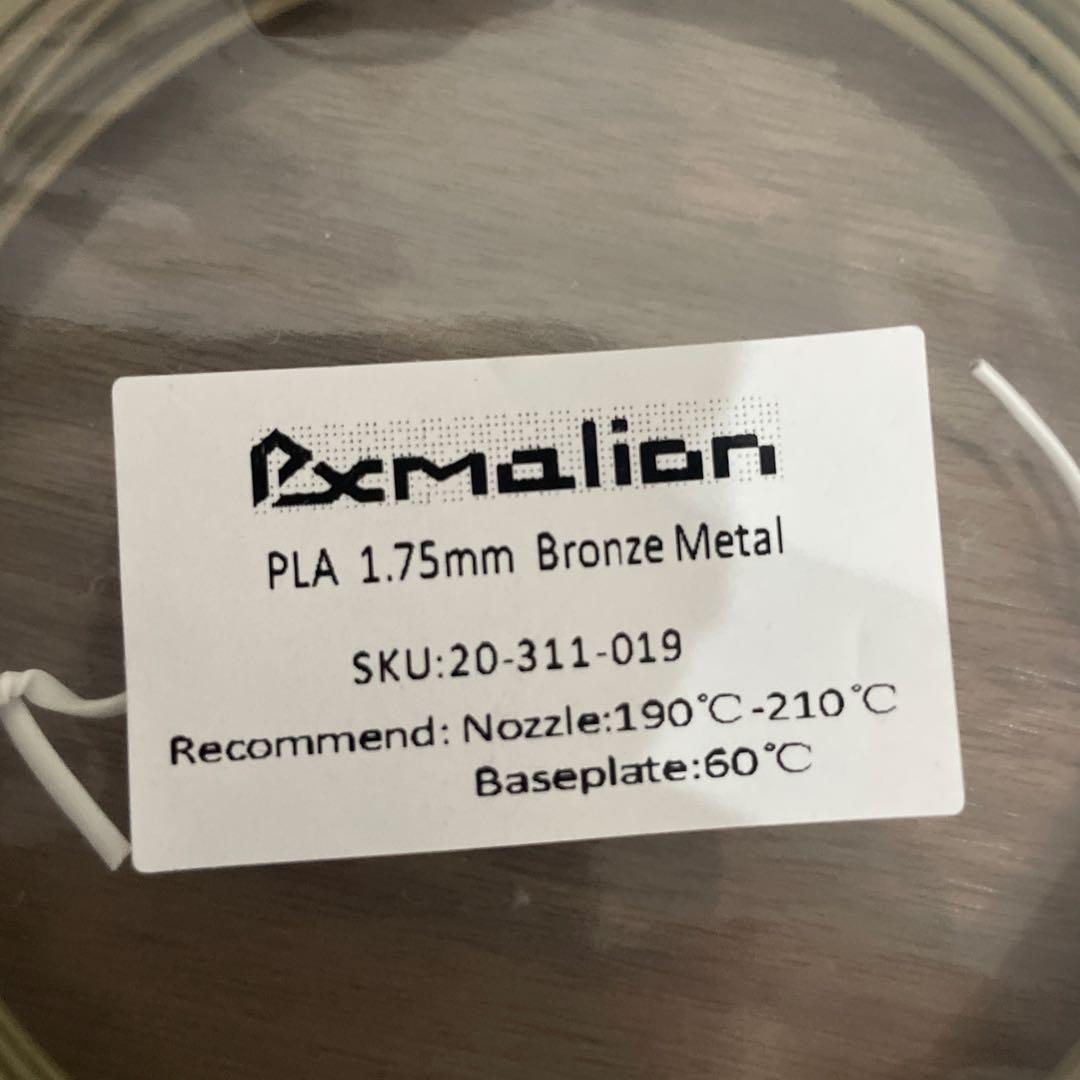 Pxmalion
PLA 1.75mm Bronze Metal
SKU:20-311-019
Recommend: Nozzle:190℃-210℃
Baseplate:60℃